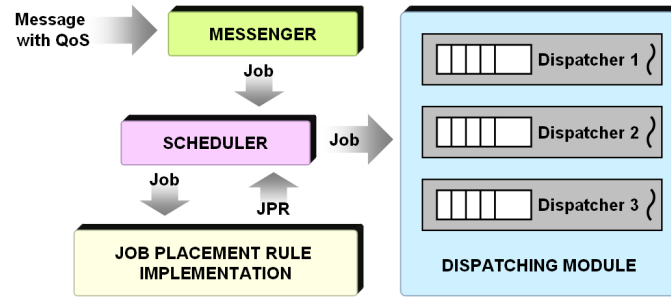 Message
with QoS
MESSENGER
Job
SCHEDULER
Job
Job
JPR
JOB PLACEMENT RULE
IMPLEMENTATION
Dispatcher 1
Dispatcher 2
Dispatcher 3
DISPATCHING MODULE